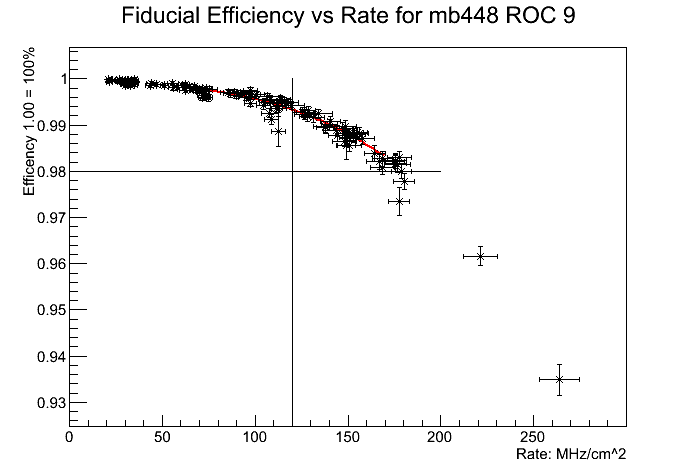 Fiducial Efficiency vs Rate for mb448 ROC 9
Efficency 1.00 = 100%
1
0.99
0.98
0.97
0.96
0.95
0.94
0.93
0 50 100 150 200 250
Rate: MHz/cm^2